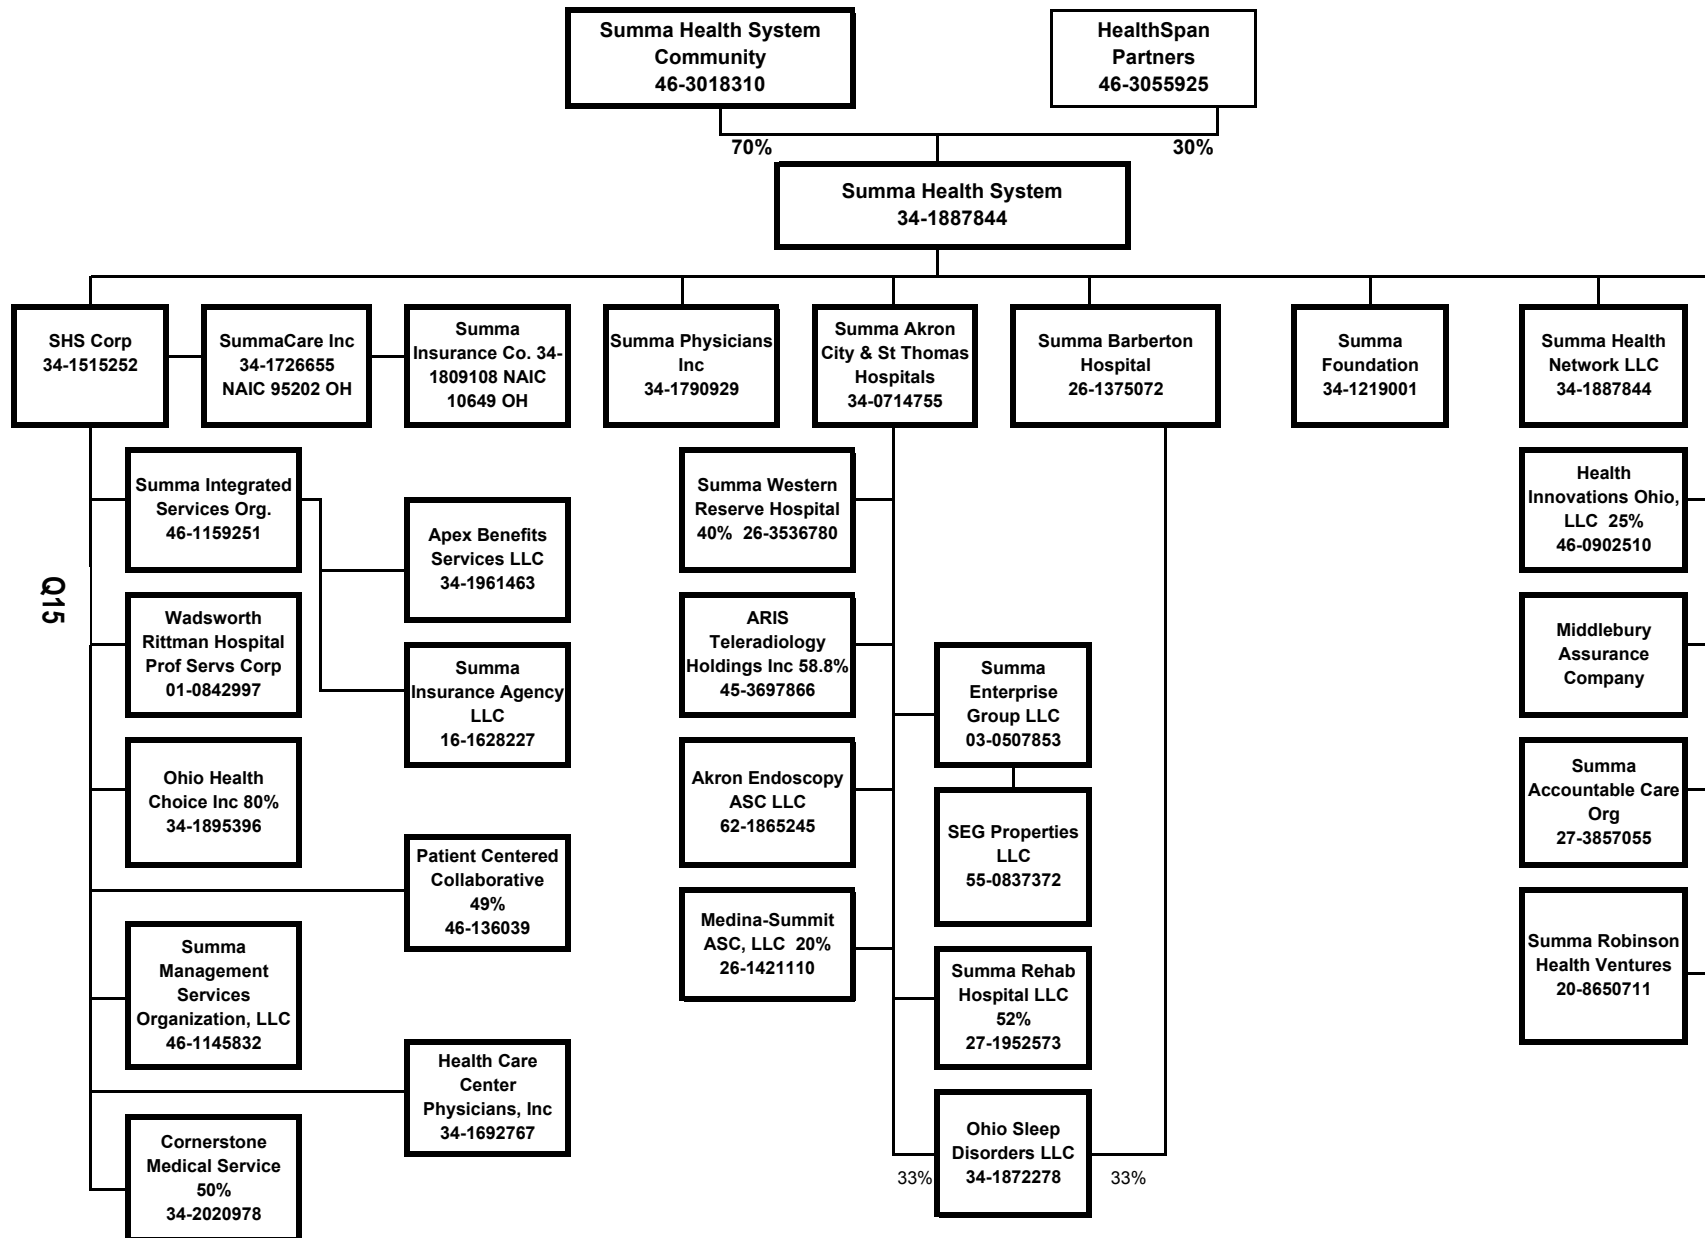 Summa Health System
Community
46-3018310
HealthSpan
Partners
46-3055925
70%
30%
Summa Health System
34-1887844
SHS Corp
34-1515252
SummaCare Inc
34-1726655
NAIC 95202 OH
Summa
Insurance Co. 34-
1809108 NAIC
10649 OH
Summa Physicians
Inc
34-1790929
Summa Akron
City & St Thomas
Hospitals
34-0714755
Summa Barberton
Hospital
26-1375072
Summa
Foundation
34-1219001
Summa Health
Network LLC
34-1887844
Q15
Summa Integrated
Services Org.
46-1159251
Apex Benefits
Services LLC
34-1961463
Wadsworth
Rittman Hospital
Prof Servs Corp
01-0842997
Summa
Insurance Agency
LLC
16-1628227
Ohio Health
Choice Inc 80%
34-1895396
Patient Centered
Collaborative
49%
46-136039
Summa
Management
Services
Organization, LLC
46-1145832
Health Care
Center
Physicians, Inc
34-1692767
Cornerstone
Medical Service
50%
34-2020978
Summa Western
Reserve Hospital
40% 26-3536780
ARIS
Teleradiology
Holdings Inc 58.8%
45-3697866
Summa
Enterprise
Group LLC
03-0507853
Akron Endoscopy
ASC LLC
62-1865245
SEG Properties
LLC
55-0837372
Medina-Summit
ASC, LLC 20%
26-1421110
Summa Rehab
Hospital LLC
52%
27-1952573
Ohio Sleep
Disorders LLC
34-1872278
33%
33%
Health
Innovations Ohio,
LLC 25%
46-0902510
Middlebury
Assurance
Company
Summa
Accountable Care
Org
27-3857055
Summa Robinson
Health Ventures
20-8650711